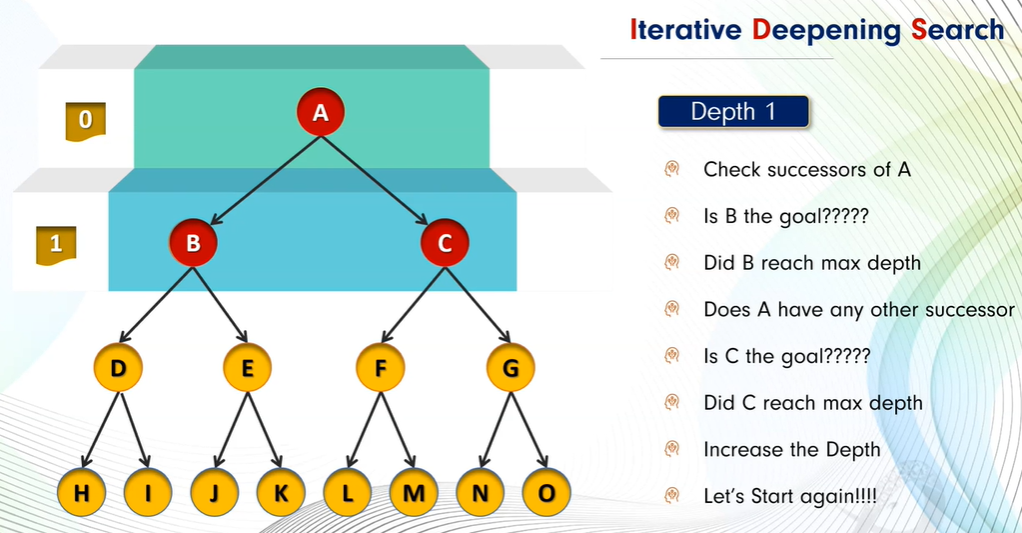 Iterative Deepening Search
0
A
1
B
C
D
E
F
G
H
I
J
K
L
M
N
O
Depth 1
Check successors of A
Is B the goal?????
Did B reach max depth
Does A have any other successor
Is C the goal?????
Did C reach max depth
Increase the Depth
Let's Start again!!!!